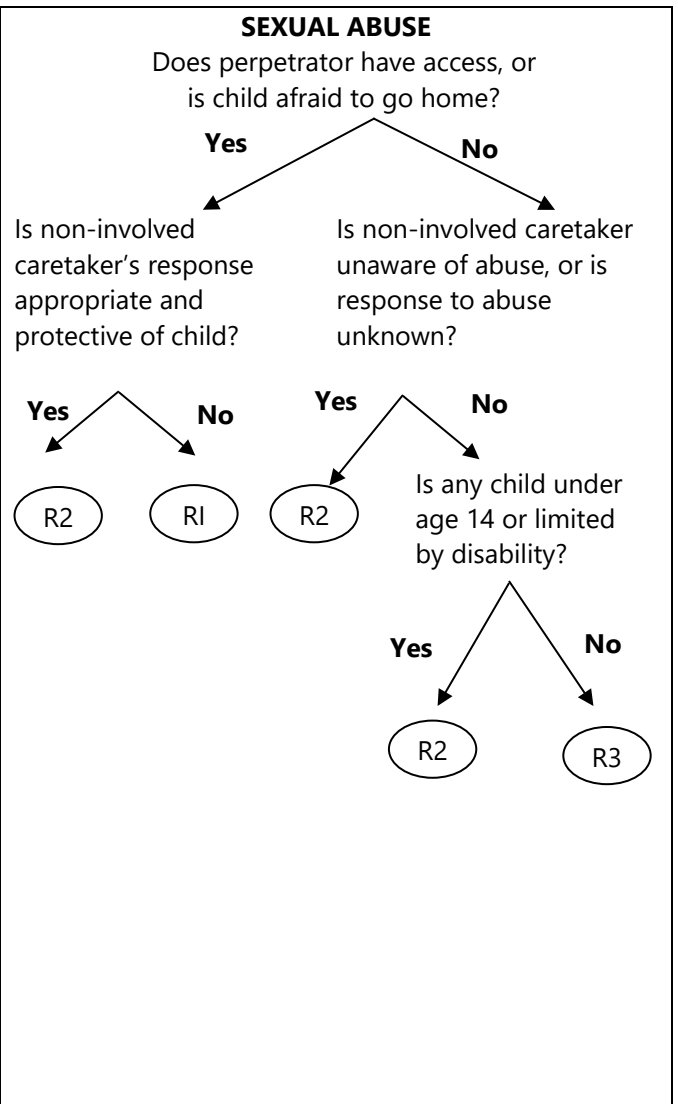 SEXUAL ABUSE
Does perpetrator have access, or
is child afraid to go home?
Yes
No
Is non-involved
caretaker’s response
appropriate and
protective of child?
Is non-involved caretaker
unaware of abuse, or is
response to abuse
unknown?
Yes
No
Yes
No
R2
RI
R2
Is any child under
age 14 or limited
by disability?
Yes
No
R2
R3